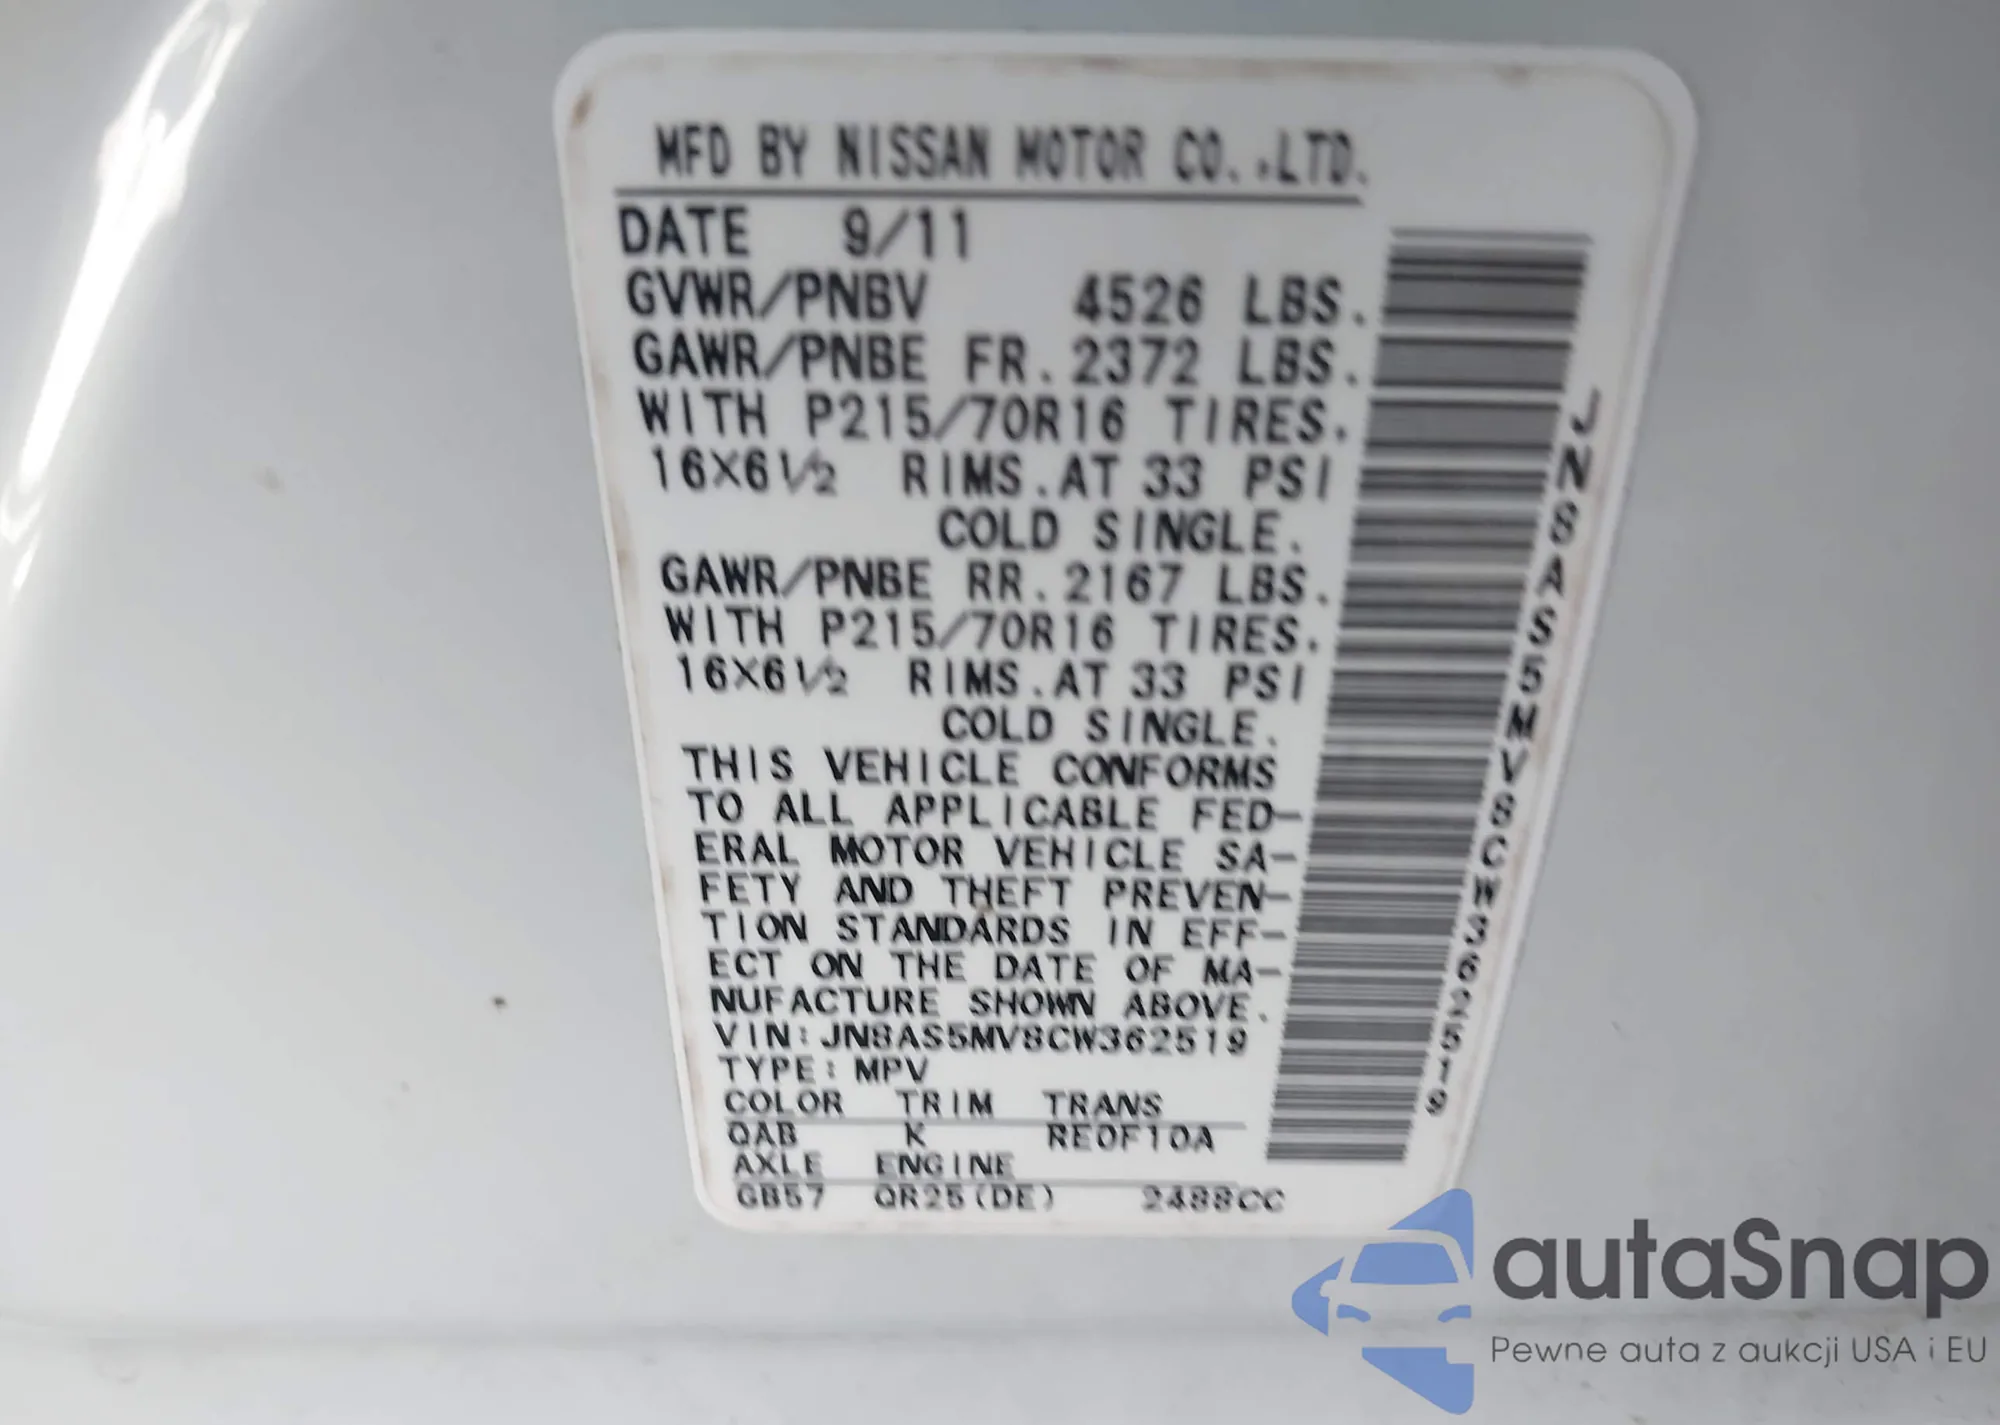 MFD BY NISSAN MOTOR CO.,LTD.
DATE 9/11
GVWR/PNBV 4526 LBS.
GAWR/PNBE FR.2372 LBS.
WITH P215/70R16 TIRES.
16X6½ RIMS.AT 33 PSI
COLD SINGLE.
GAWR/PNBE RR.2167 LBS.
WITH P215/70R16 TIRES.
16X6½ RIMS.AT 33 PSI
COLD SINGLE.
THIS VEHICLE CONFORMS
TO ALL APPLICABLE FED-
ERAL MOTOR VEHICLE SA-
FETY AND THEFT PREVEN-
TION STANDARDS IN EFF-
ECT ON THE DATE OF MA-
NUFACTURE SHOWN ABOVE.
VIN:JN8AS5MV8CW362519
TYPE:MPV
COLOR TRIM TRANS
QAB K RE0F10A
AXLE ENGINE
GB57 QR25(DE) 2488CC
JN8AS5MV8CW362519
autaSnap
Pewne auta z aukcji USA i EU